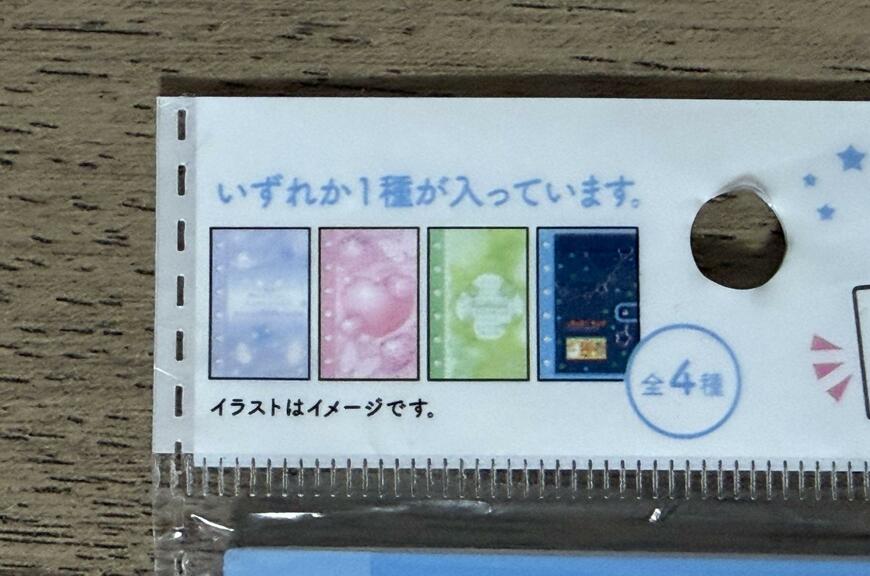 いずれか1種が入っています。
全4種
イラストはイメージです。